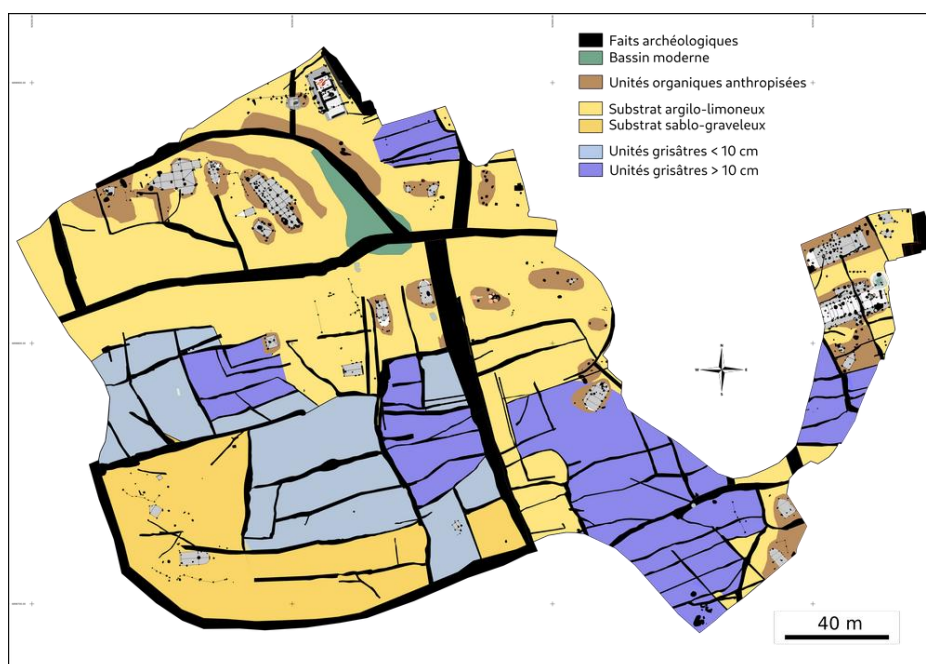 Faits archéologiques
Bassin moderne
Unités organiques anthropisées
Substrat argilo-limoneux
Substrat sablo-graveleux
Unités grisâtres < 10 cm
Unités grisâtres > 10 cm
40 m